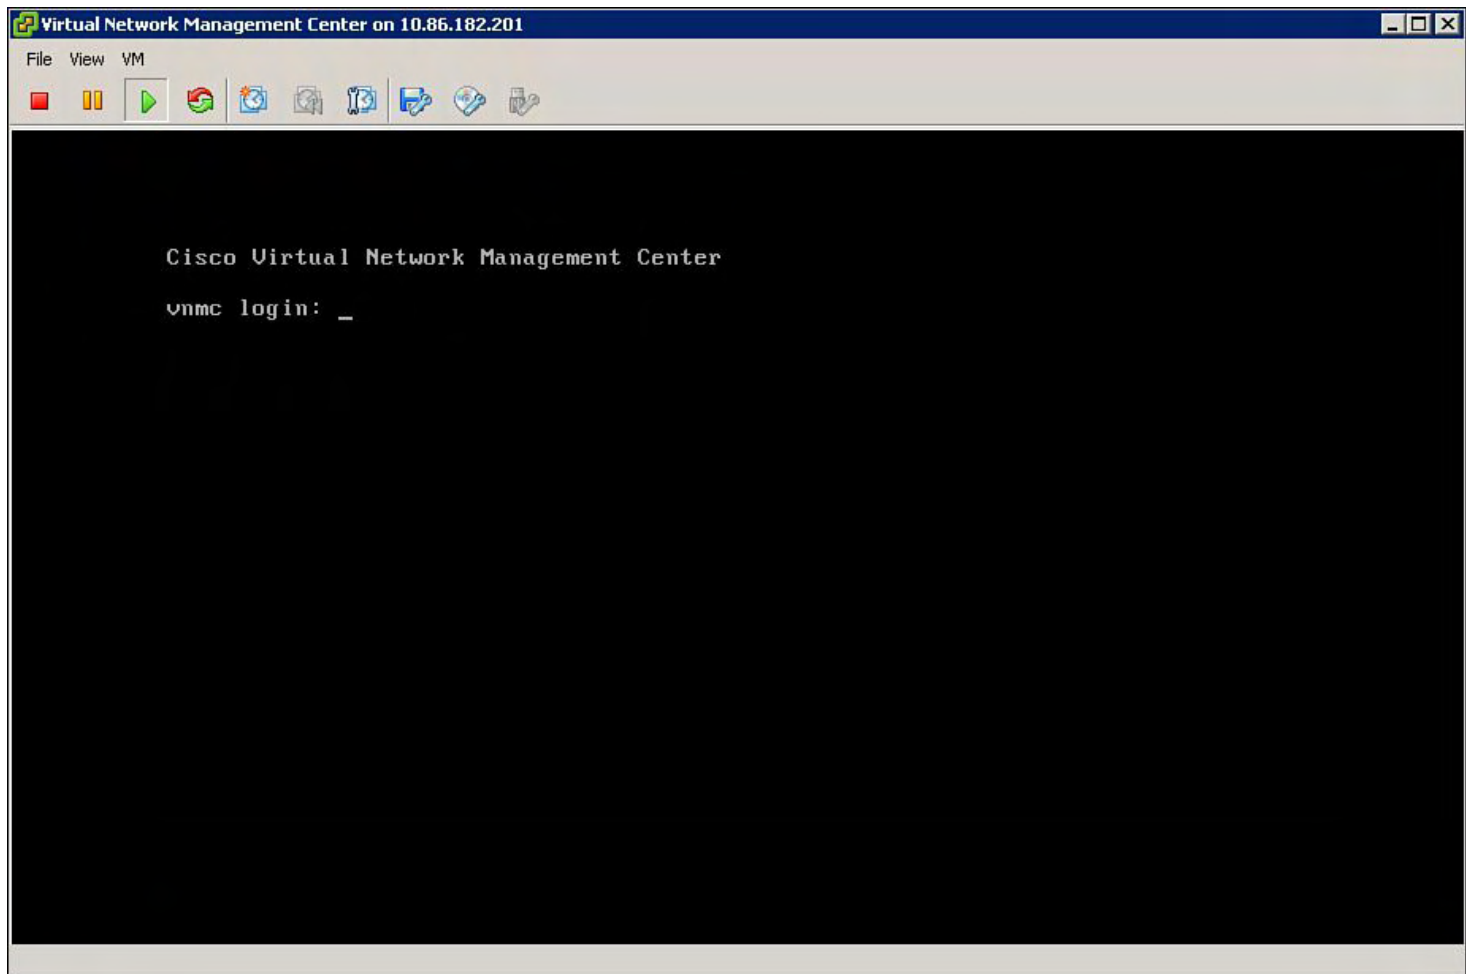 Virtual Network Management Center on 10.86.182.201
File View VM
Cisco Virtual Network Management Center
vnmc login: _